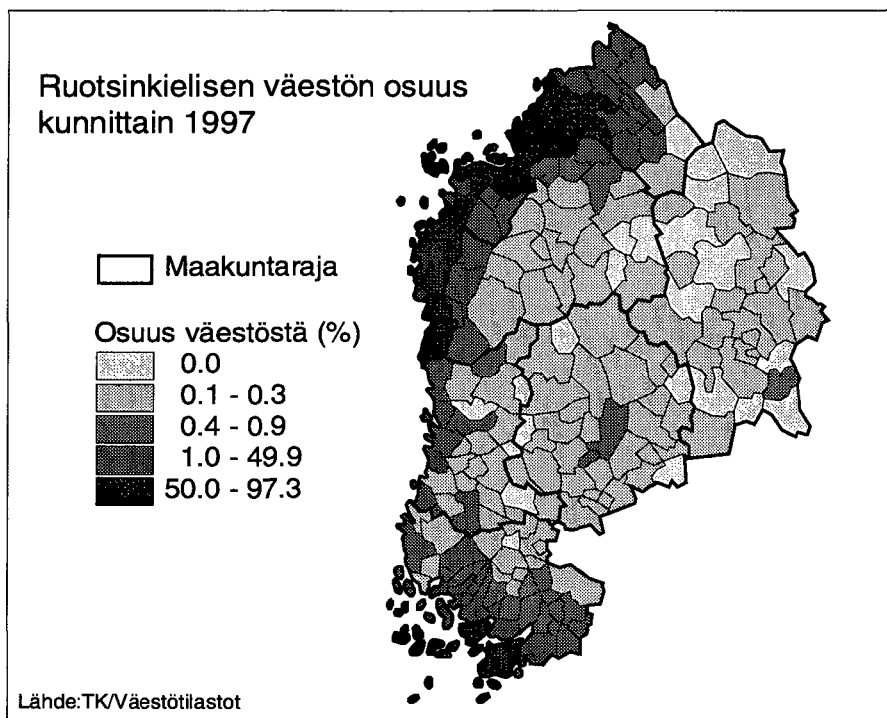 Ruotsinkielisen väestön osuus
kunnittain 1997
Maakuntaraja
Osuus väestöstä (%)
0.0
0.1 - 0.3
0.4 - 0.9
1.0 - 49.9
50.0 - 97.3
Lähde:TK/Väestötilastot